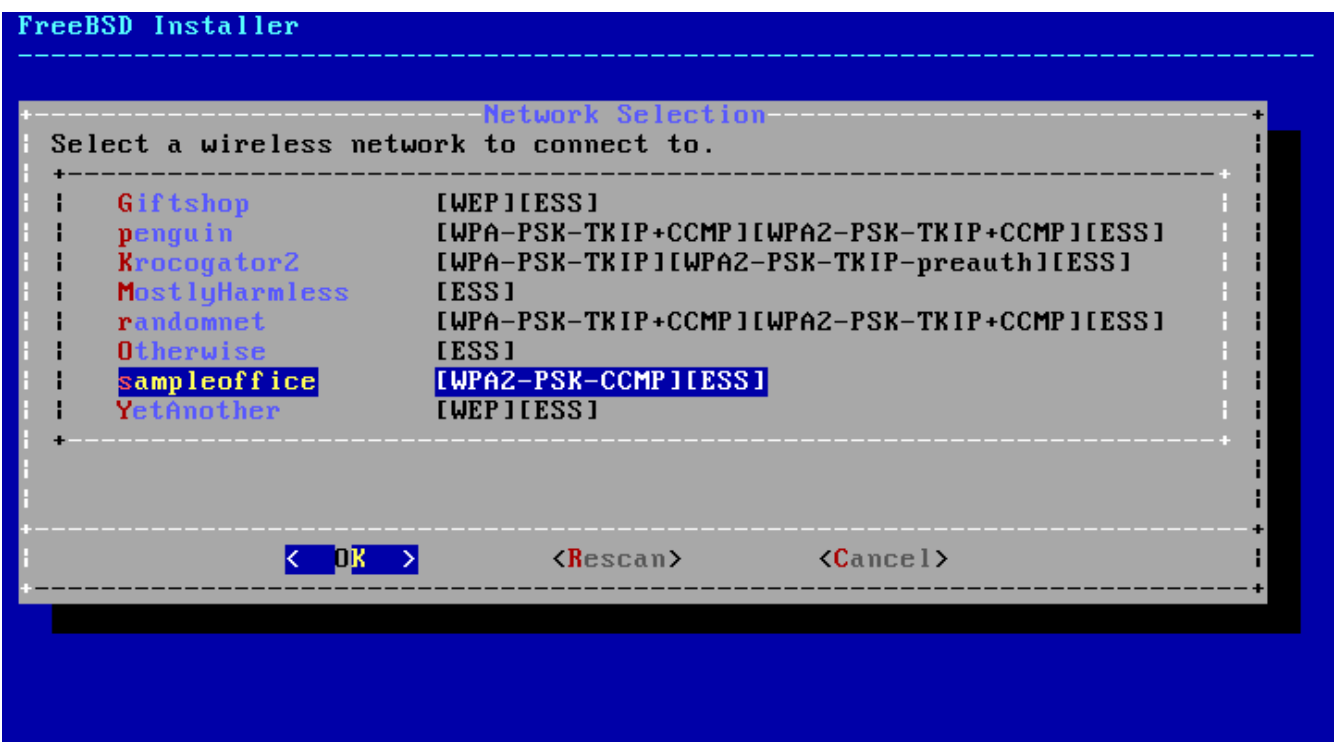 FreeBSD Installer
Network Selection
Select a wireless network to connect to.
Giftshop [WEP][ESS]
penguin [WPA-PSK-TKIP+CCMP][WPA2-PSK-TKIP+CCMP][ESS]
Krocogator2 [WPA-PSK-TKIP][WPA2-PSK-TKIP-preauth][ESS]
MostlyHarmless [ESS]
randomnet [WPA-PSK-TKIP+CCMP][WPA2-PSK-TKIP+CCMP][ESS]
Otherwise [ESS]
sampleoffice [WPA2-PSK-CCMP][ESS]
YetAnother [WEP][ESS]
< OK > <Rescan> <Cancel>